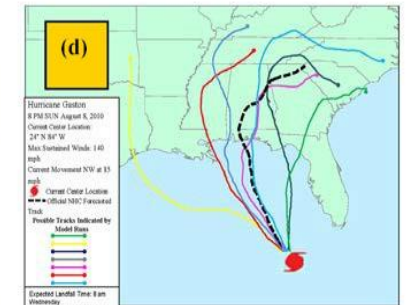 (d)
Hurricane Gaston
8 PM SUN August 8, 2010
Current Center Location
24° N 84° W
Max Sustained Winds: 140
mph
Current Movement NW at 15
mph
Current Center Location
Official NHC Forecasted
Track
Possible Tracks Indicated by
Model Runs
Expected Landfall Time: 8 am
Wednesday